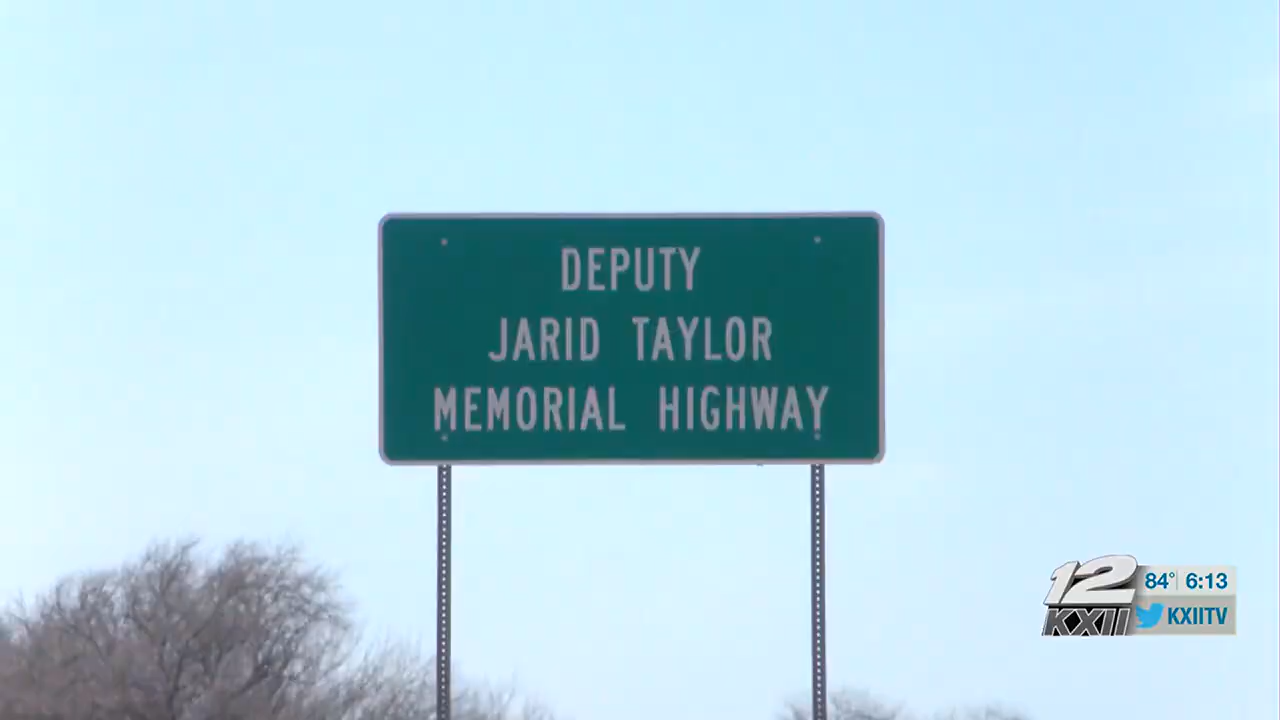 DEPUTY
JARID TAYLOR
MEMORIAL HIGHWAY
12 84° 6:13
KXII KXIITV